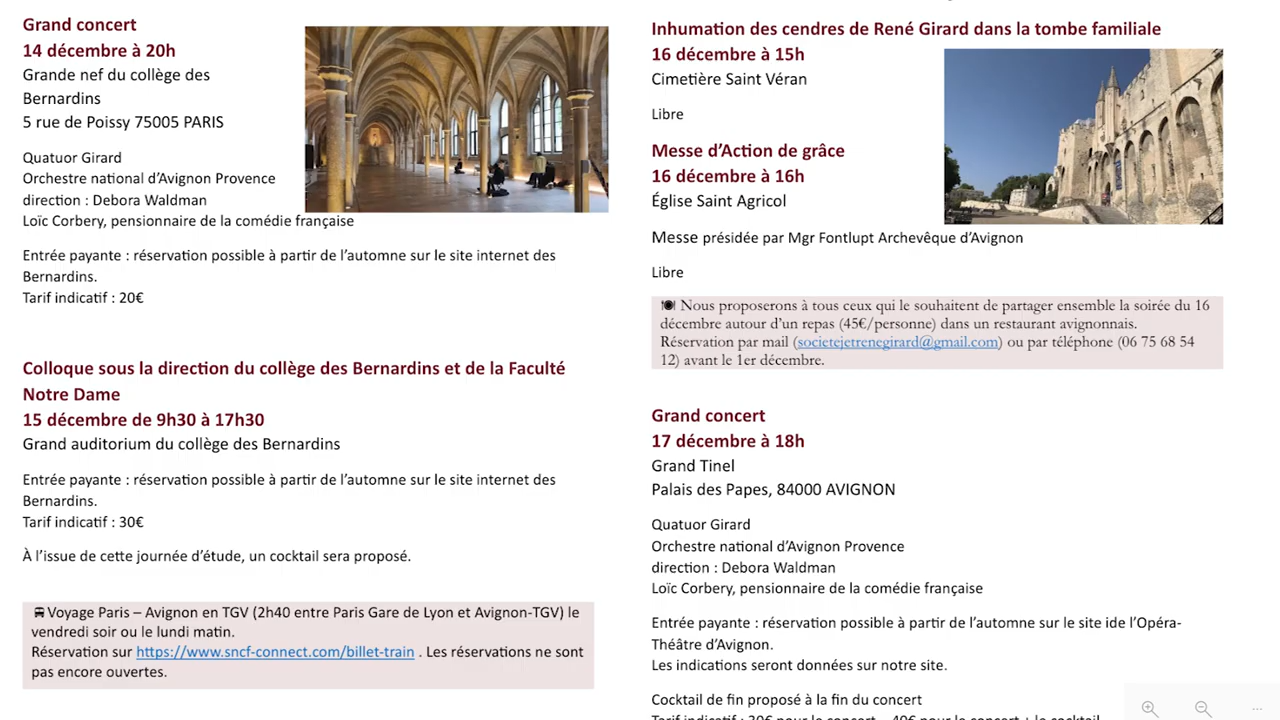 Grand concert
14 décembre à 20h
Grande nef du collège des
Bernardins
5 rue de Poissy 75005 PARIS
Quatuor Girard
Orchestre national d’Avignon Provence
direction : Debora Waldman
Loïc Corbery, pensionnaire de la comédie française
Entrée payante : réservation possible à partir de l’automne sur le site internet des
Bernardins.
Tarif indicatif : 20€
Colloque sous la direction du collège des Bernardins et de la Faculté
Notre Dame
15 décembre de 9h30 à 17h30
Grand auditorium du collège des Bernardins
Entrée payante : réservation possible à partir de l’automne sur le site internet des
Bernardins.
Tarif indicatif : 30€
À l’issue de cette journée d’étude, un cocktail sera proposé.
Voyage Paris – Avignon en TGV (2h40 entre Paris Gare de Lyon et Avignon-TGV) le
vendredi soir ou le lundi matin.
Réservation sur https://www.sncf-connect.com/billet-train . Les réservations ne sont
pas encore ouvertes.
Inhumation des cendres de René Girard dans la tombe familiale
16 décembre à 15h
Cimetière Saint Véran
Libre
Messe d’Action de grâce
16 décembre à 16h
Église Saint Agricol
Messe présidée par Mgr Fontlupt Archevêque d’Avignon
Libre
Nous proposerons à tous ceux qui le souhaitent de partager ensemble la soirée du 16
décembre autour d’un repas (45€/personne) dans un restaurant avignonnais.
Réservation par mail (societejetrenegirard@gmail.com) ou par téléphone (06 75 68 54
12) avant le 1er décembre.
Grand concert
17 décembre à 18h
Grand Tinel
Palais des Papes, 84000 AVIGNON
Quatuor Girard
Orchestre national d’Avignon Provence
direction : Debora Waldman
Loïc Corbery, pensionnaire de la comédie française
Entrée payante : réservation possible à partir de l’automne sur le site ide l’Opéra-
Théâtre d’Avignon.
Les indications seront données sur notre site.
Cocktail de fin proposé à la fin du concert
Tarif indicatif : 30€ pour le concert – 40€ pour le concert + le cocktail